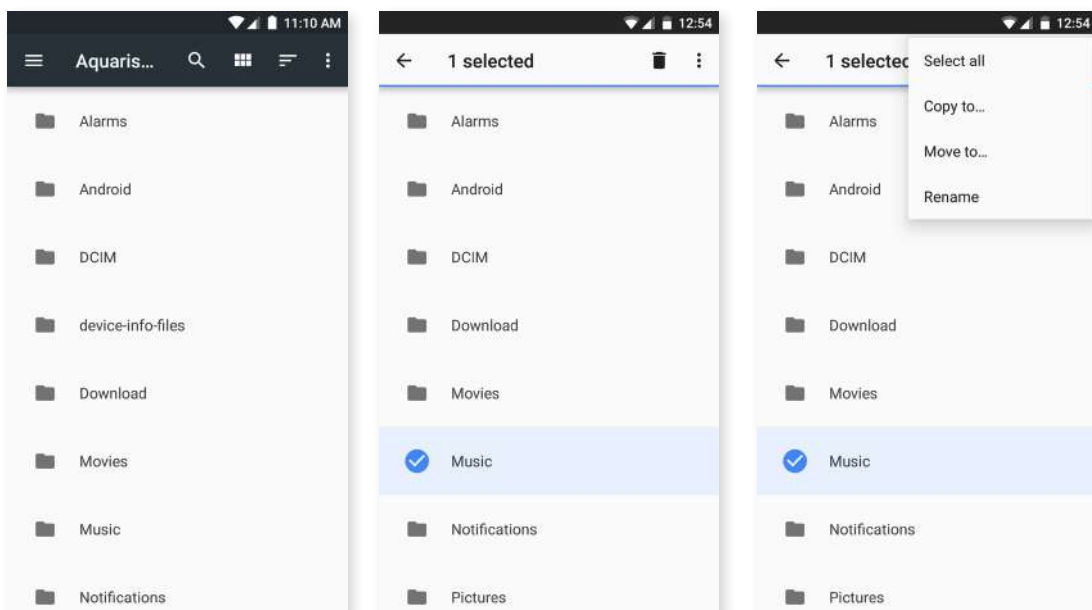 11:10 AM
Aquaris...
Alarms
Android
DCIM
device-info-files
Download
Movies
Music
Notifications
12:54
1 selected
Alarms
Android
DCIM
Download
Movies
Music
Notifications
Pictures
12:54
1 selected
Select all
Copy to...
Move to...
Rename
Alarms
Android
DCIM
Download
Movies
Music
Notifications
Pictures